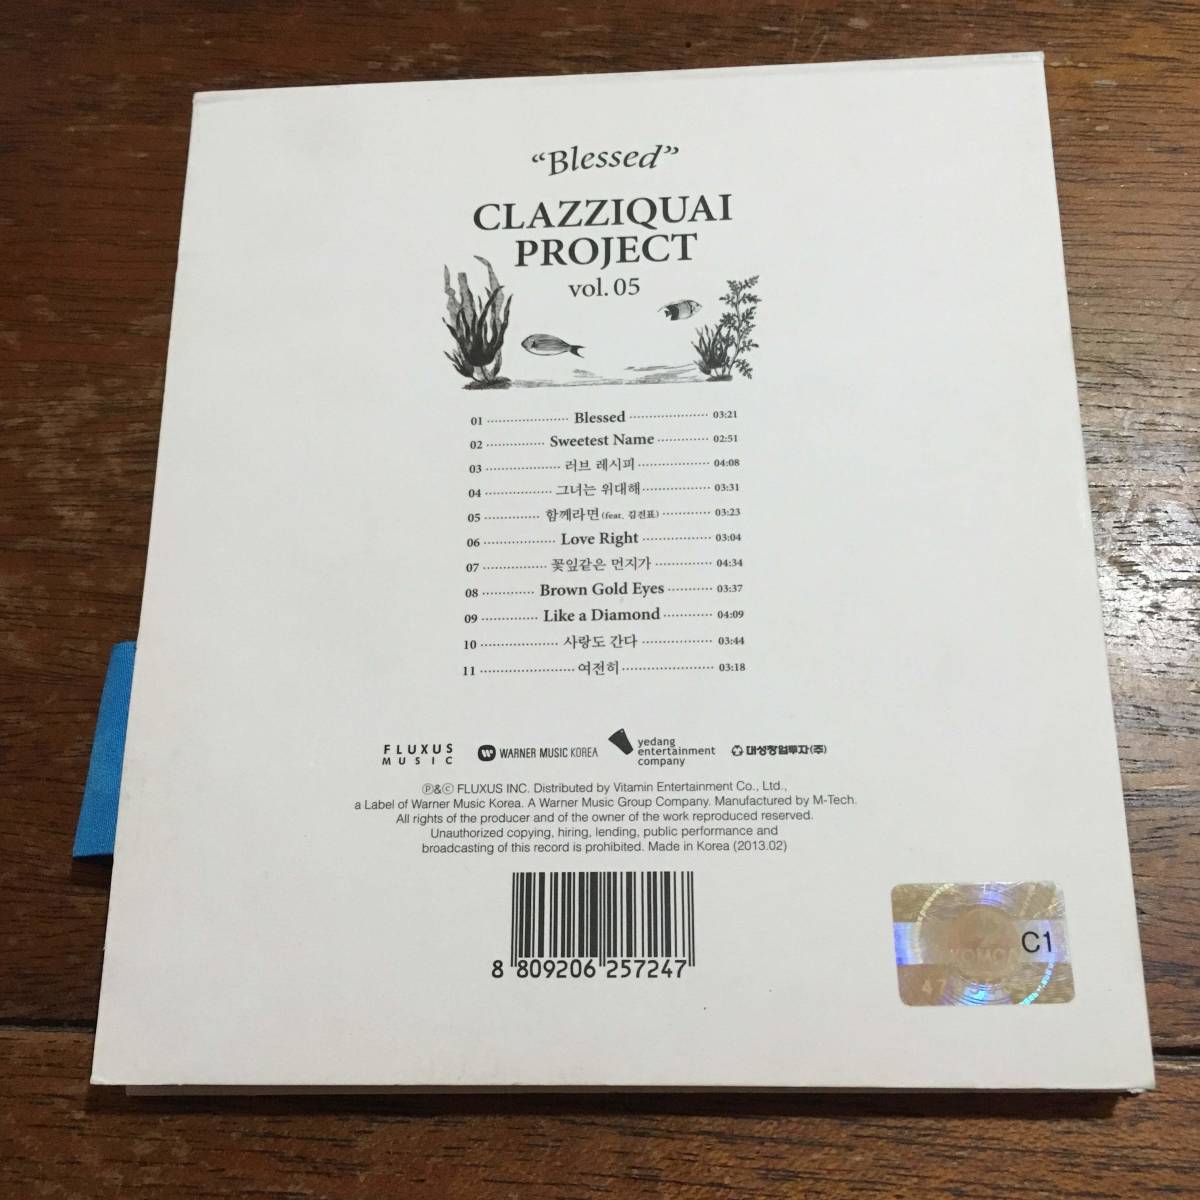 “Blessed”
CLAZZIQUAI
PROJECT
vol. 05
01 Blessed 03:21
02 Sweetest Name 02:51
03 러브 레시피 04:08
04 그녀는 위대해 03:31
05 함께라면 (feat. 김진표) 03:23
06 Love Right 03:04
07 꽃잎같은 먼지가 04:34
08 Brown Gold Eyes 03:37
09 Like a Diamond 04:09
10 사랑도 간다 03:44
11 여전히 03:18
FLUXUS
MUSIC
WARNER MUSIC KOREA
yedang
entertainment
company
대성창업투자(주)
Ⓟ&ⓒ FLUXUS INC. Distributed by Vitamin Entertainment Co., Ltd.,
a Label of Warner Music Korea. A Warner Music Group Company. Manufactured by M-Tech.
All rights of the producer and of the owner of the work reproduced reserved.
Unauthorized copying, hiring, lending, public performance and
broadcasting of this record is prohibited. Made in Korea (2013.02)
8 809206 257247
KOMCA
C1